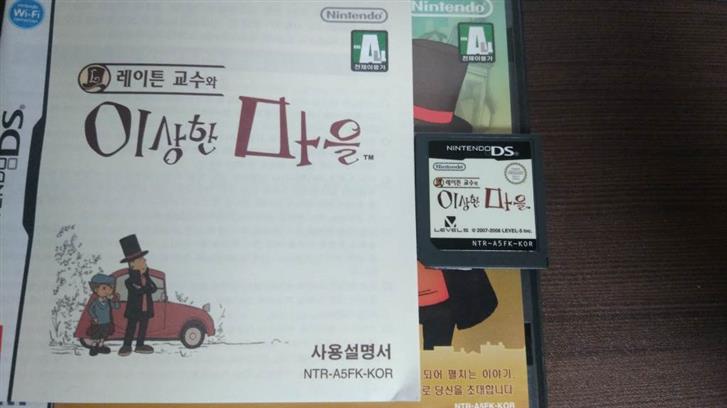 Nintendo
Wi-Fi
NINTENDO DS
Nintendo
전체이용가
레이튼 교수와
이상한 마을 ™
사용설명서
NTR-A5FK-KOR
Nintendo
전체이용가
NINTENDO DS
Nintendo
레이튼 교수와
이상한 마을
LEVEL5 © 2007-2008 LEVEL-5 Inc.
NTR-A5FK-KOR
되어 펼치는 이야기.
로 당신을 초대합니다
NTR-A5FK-KOR